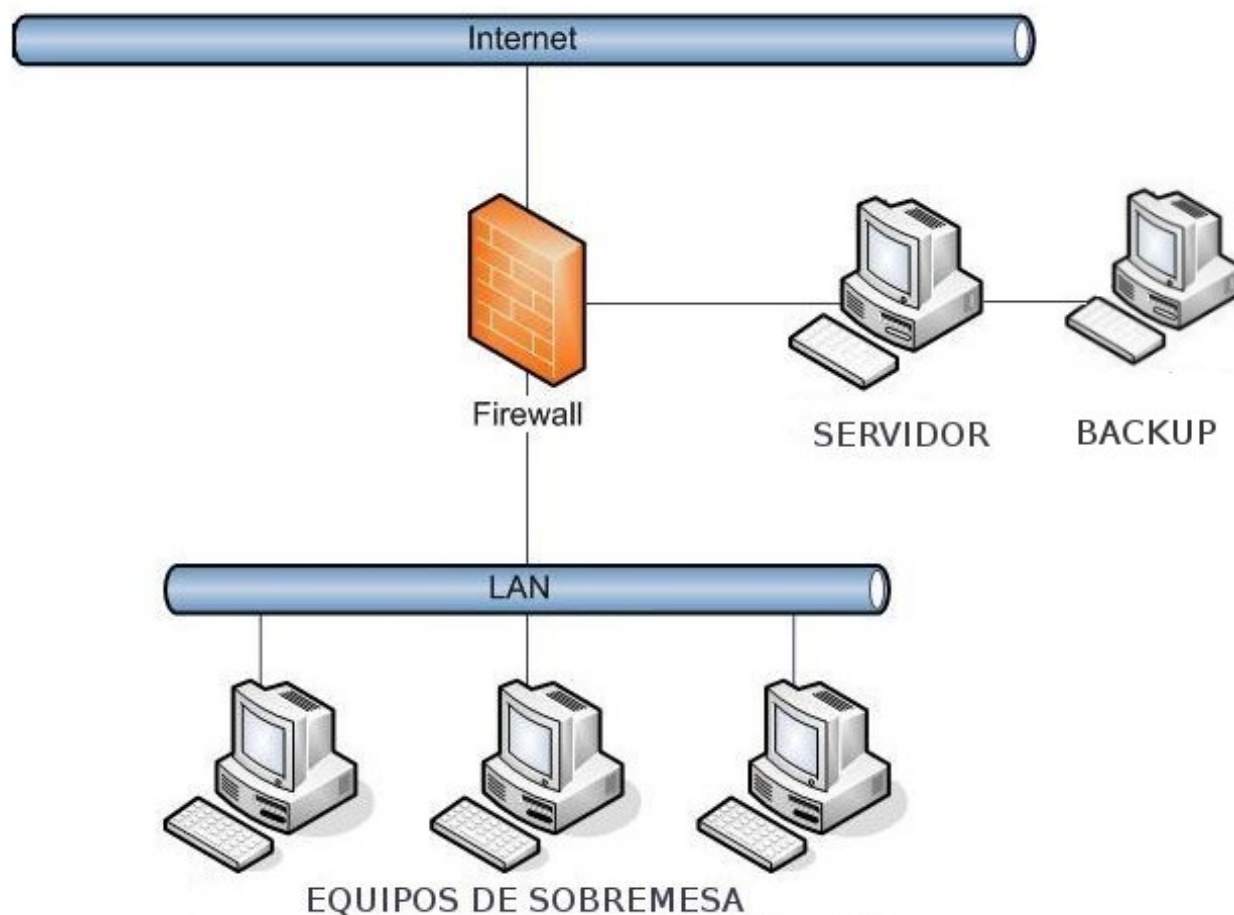 Internet
Firewall
SERVIDOR
BACKUP
LAN
EQUIPOS DE SOBREMESA